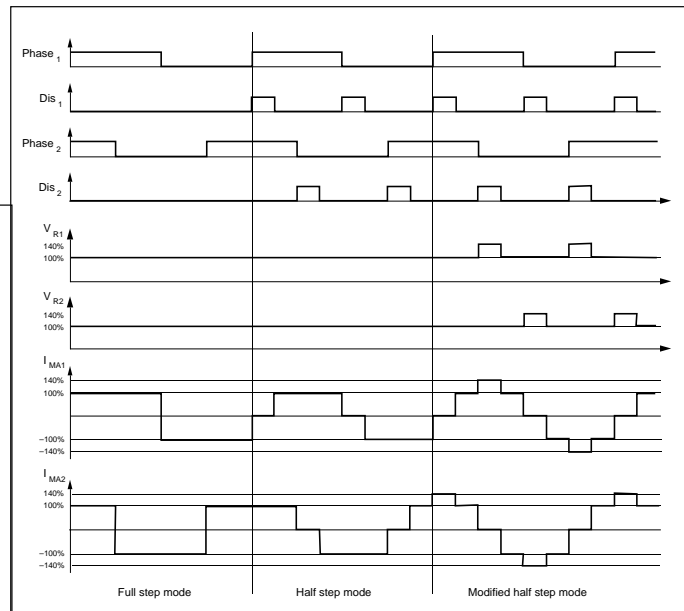 Phase 1
Dis 1
Phase 2
Dis 2
V R1
140%
100%
V R2
140%
100%
I MA1
140%
100%
–100%
–140%
I MA2
140%
100%
–100%
–140%
Full step mode Half step mode Modified half step mode